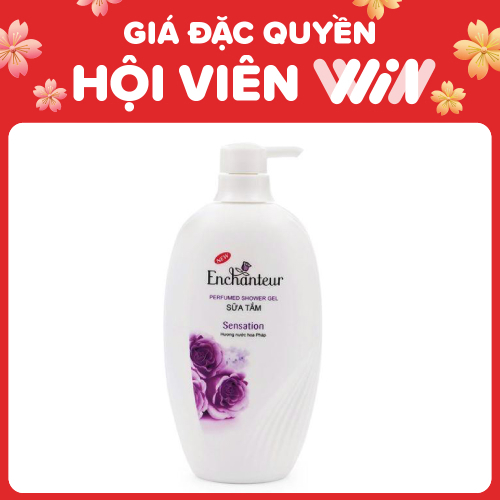 GIÁ ĐẶC QUYỀN
HỘI VIÊN WiN
NEW
Enchanteur
PERFUMED SHOWER GEL
SỮA TẮM
Sensation
Hương nước hoa Pháp